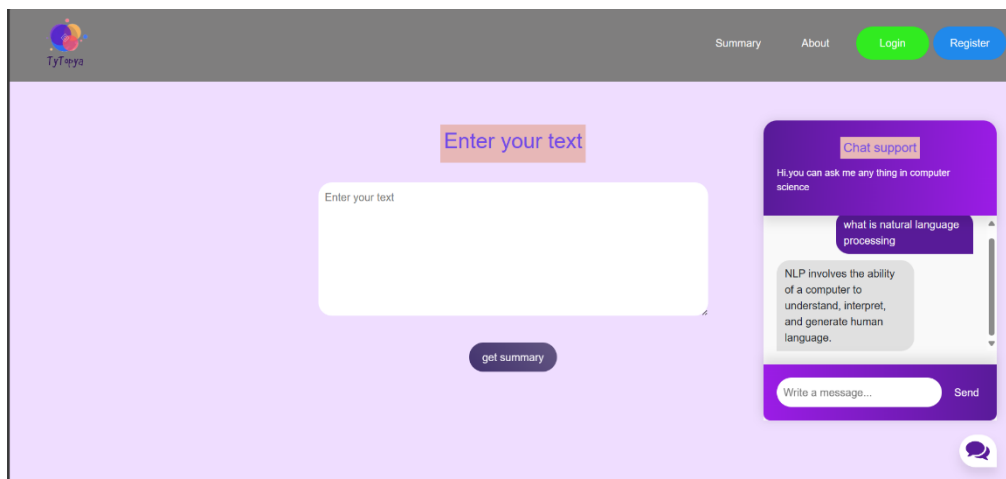 TyTopya
Summary
About
Login
Register
Enter your text
Enter your text
get summary
Chat support
Hi.you can ask me any thing in computer
science
what is natural language
processing
NLP involves the ability
of a computer to
understand, interpret,
and generate human
language.
Write a message...
Send